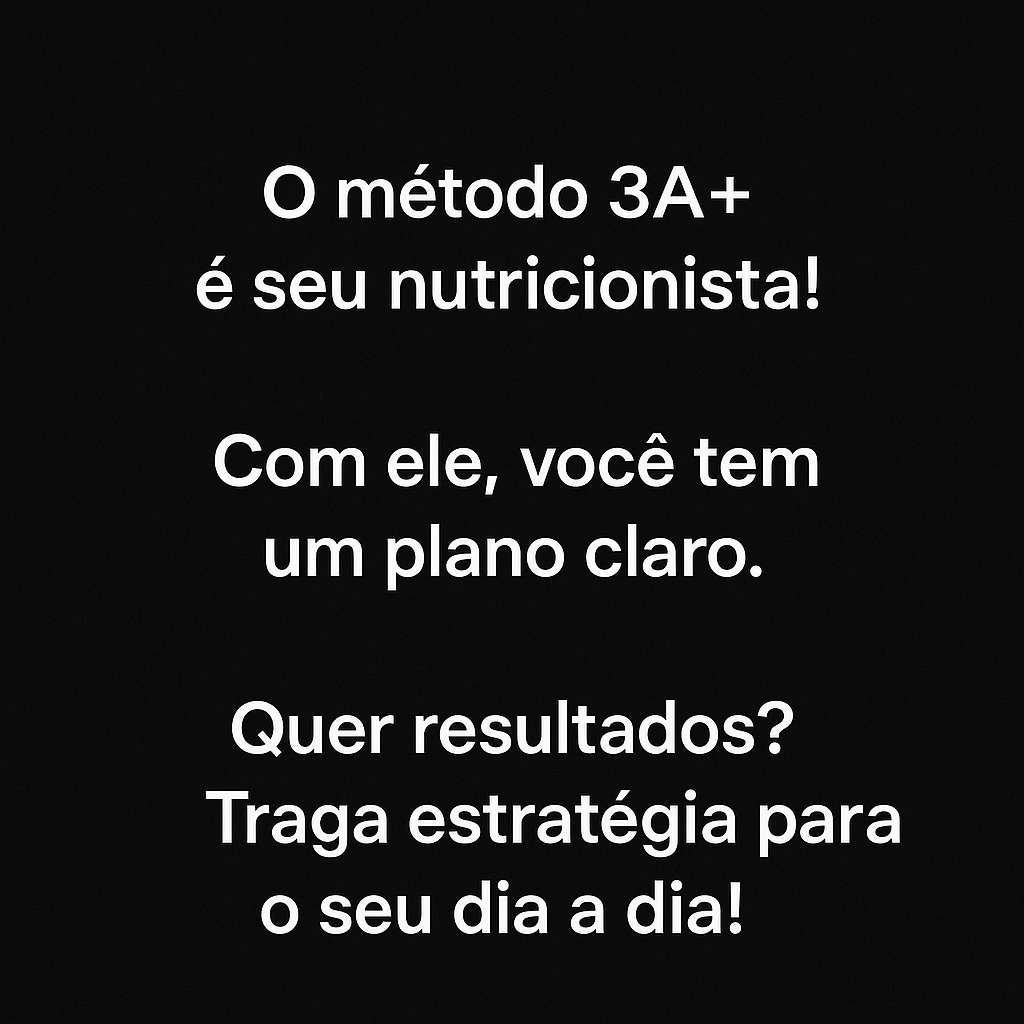 O método 3A+
é seu nutricionista!
Com ele, você tem
um plano claro.
Quer resultados?
Traga estratégia para
o seu dia a dia!